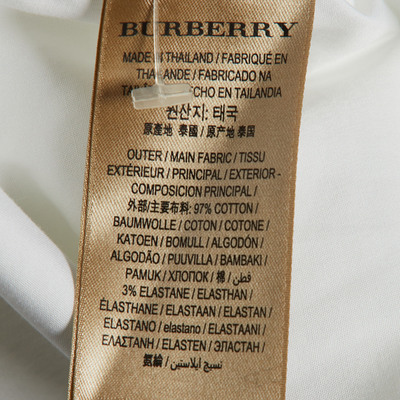 BURBERRY
MADE IN THAILAND / FABRIQUÉ EN
THAILANDE / FABRICADO NA
HECHO EN TAILANDIA
원산지: 태국
原產地 泰國 / 原产地 泰国
OUTER / MAIN FABRIC / TISSU
EXTÉRIEUR / PRINCIPAL / EXTERIOR -
COMPOSICION PRINCIPAL /
外部/主要布料: 97% COTTON /
BAUMWOLLE / COTON / COTONE /
KATOEN / BOMULL / ALGODÓN /
ALGODÃO / PUUVILLA / BAMBAKI /
PAMUK / ХЛОПОК / 棉 / قطن /
3% ELASTANE / ELASTHAN /
ÉLASTHANE / ELASTAAN / ELASTAN /
ELASTANO / elastano / ELASTAANI /
ΕΛΑΣΤΑΝΗ / ELASTEN / ЭЛАСТАН /
氨綸 / نسيج ايلاستين /